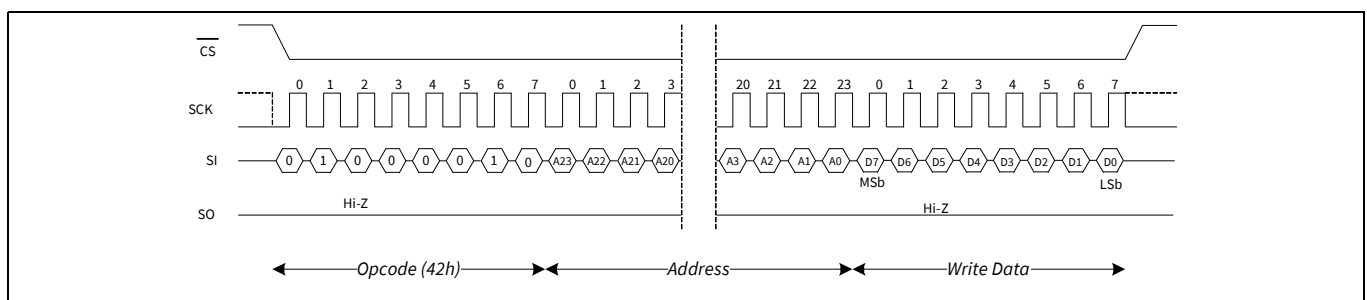 CS
0 1 2 3 4 5 6 7 0 1 2 3 20 21 22 23 0 1 2 3 4 5 6 7
SCK
SI 0 1 0 0 0 0 1 0 A23 A22 A21 A20 A3 A2 A1 A0 D7 D6 D5 D4 D3 D2 D1 D0
MSb LSb
Hi-Z Hi-Z
SO
Opcode (42h) Address Write Data